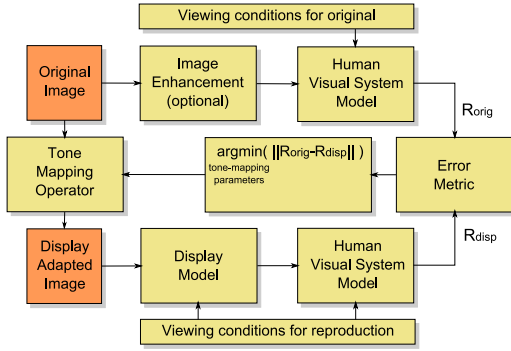 Viewing conditions for original
Original
Image
Image
Enhancement
(optional)
Human
Visual System
Model
Rorig
Tone
Mapping
Operator
argmin( ||Rorig-Rdisp|| )
tone-mapping
parameters
Error
Metric
Rdisp
Display
Adapted
Image
Display
Model
Human
Visual System
Model
Viewing conditions for reproduction